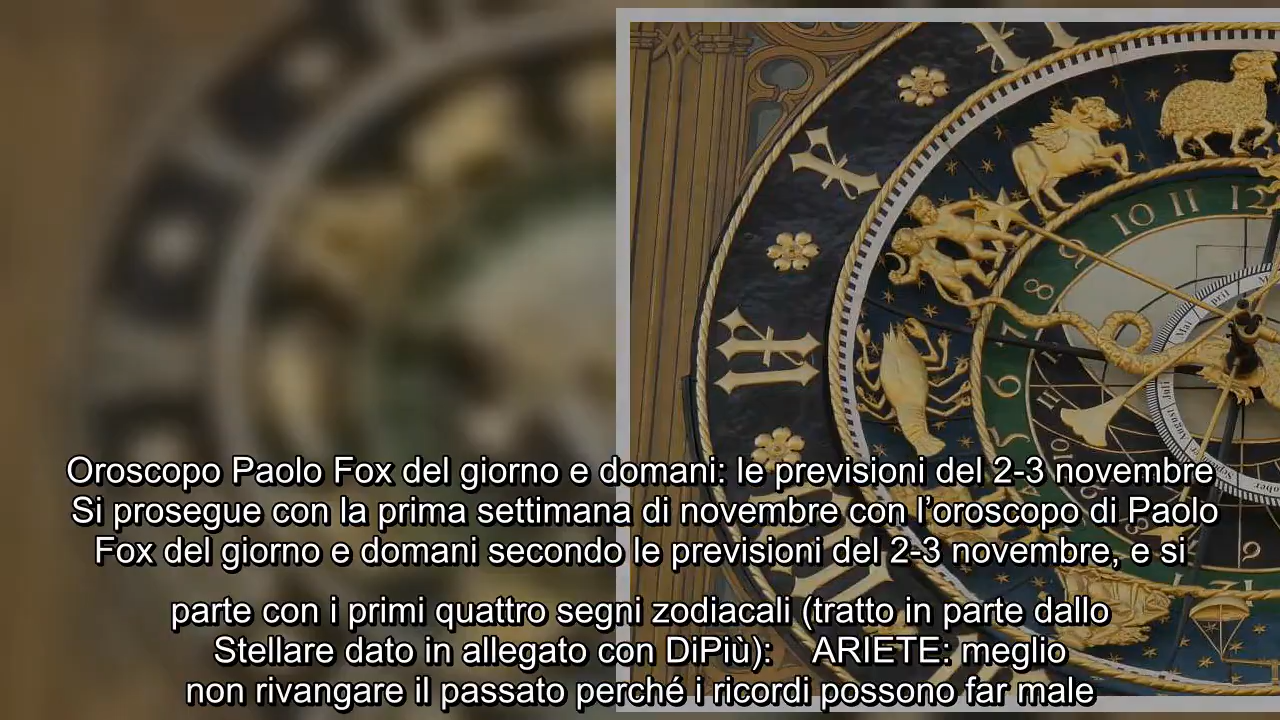 Oroscopo Paolo Fox del giorno e domani: le previsioni del 2-3 novembre
Si prosegue con la prima settimana di novembre con l’oroscopo di Paolo
Fox del giorno e domani secondo le previsioni del 2-3 novembre, e si
parte con i primi quattro segni zodiacali (tratto in parte dallo
Stellare dato in allegato con DiPiù): ARIETE: meglio
non rivangare il passato perché i ricordi possono far male